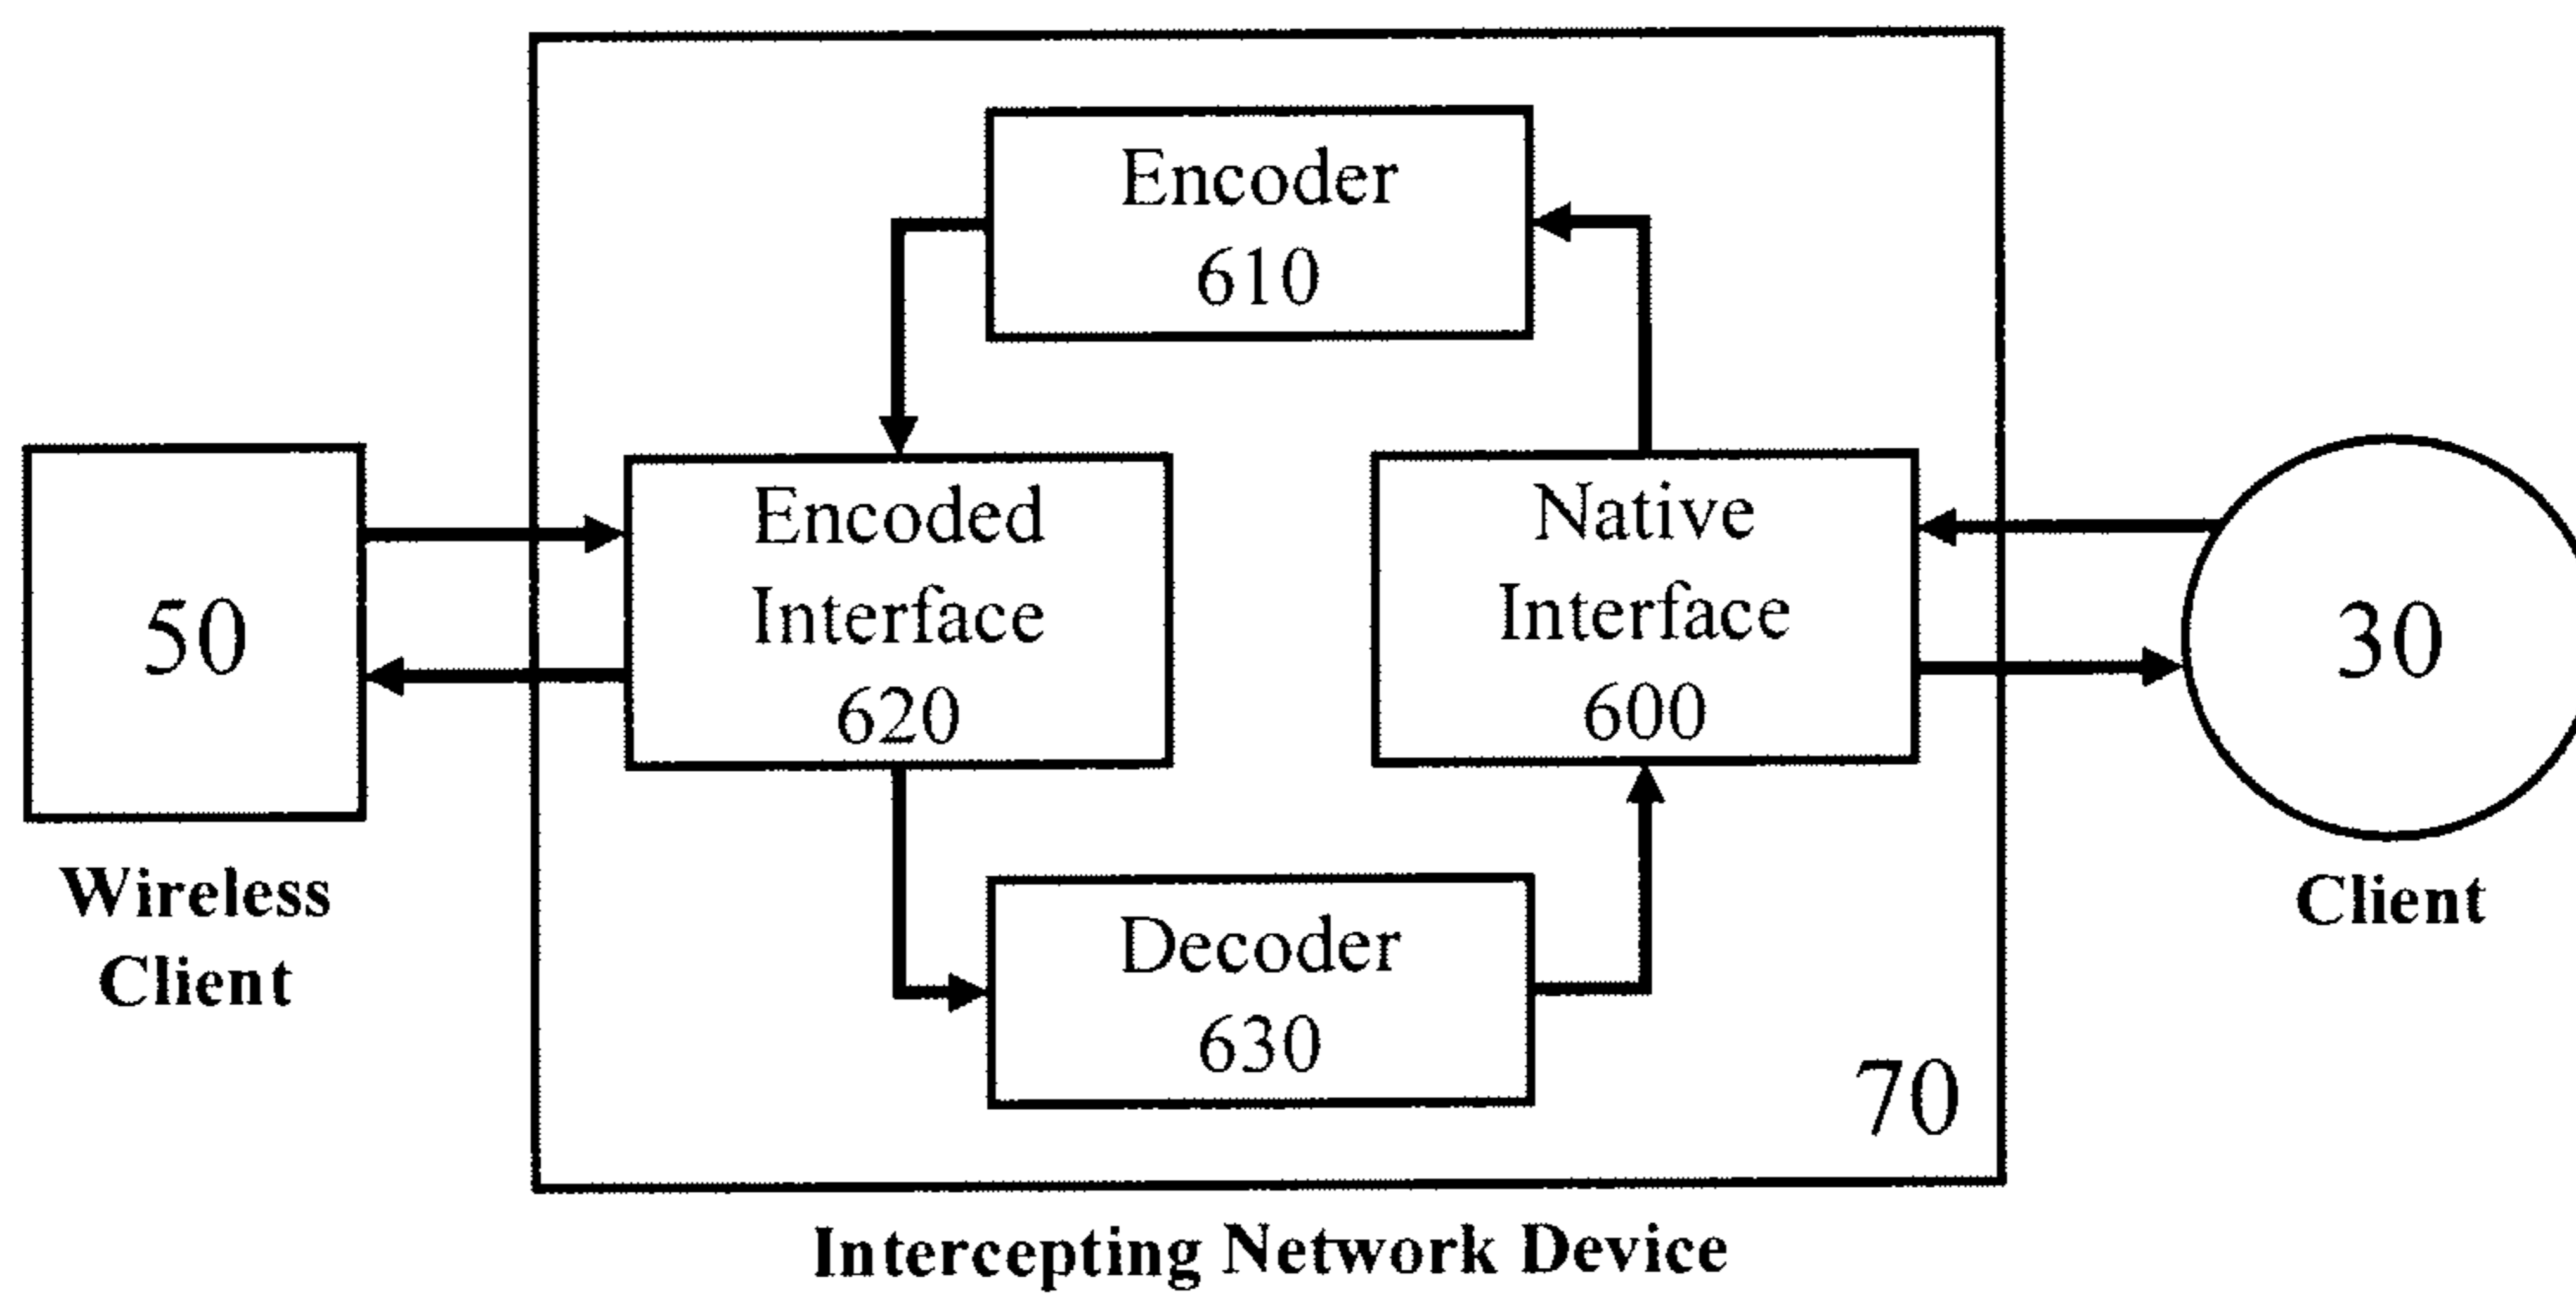 Encoder
610
Encoded
Interface
620
Native
Interface
600
50
30
Wireless
Client
Client
Decoder
630
70
Intercepting Network Device